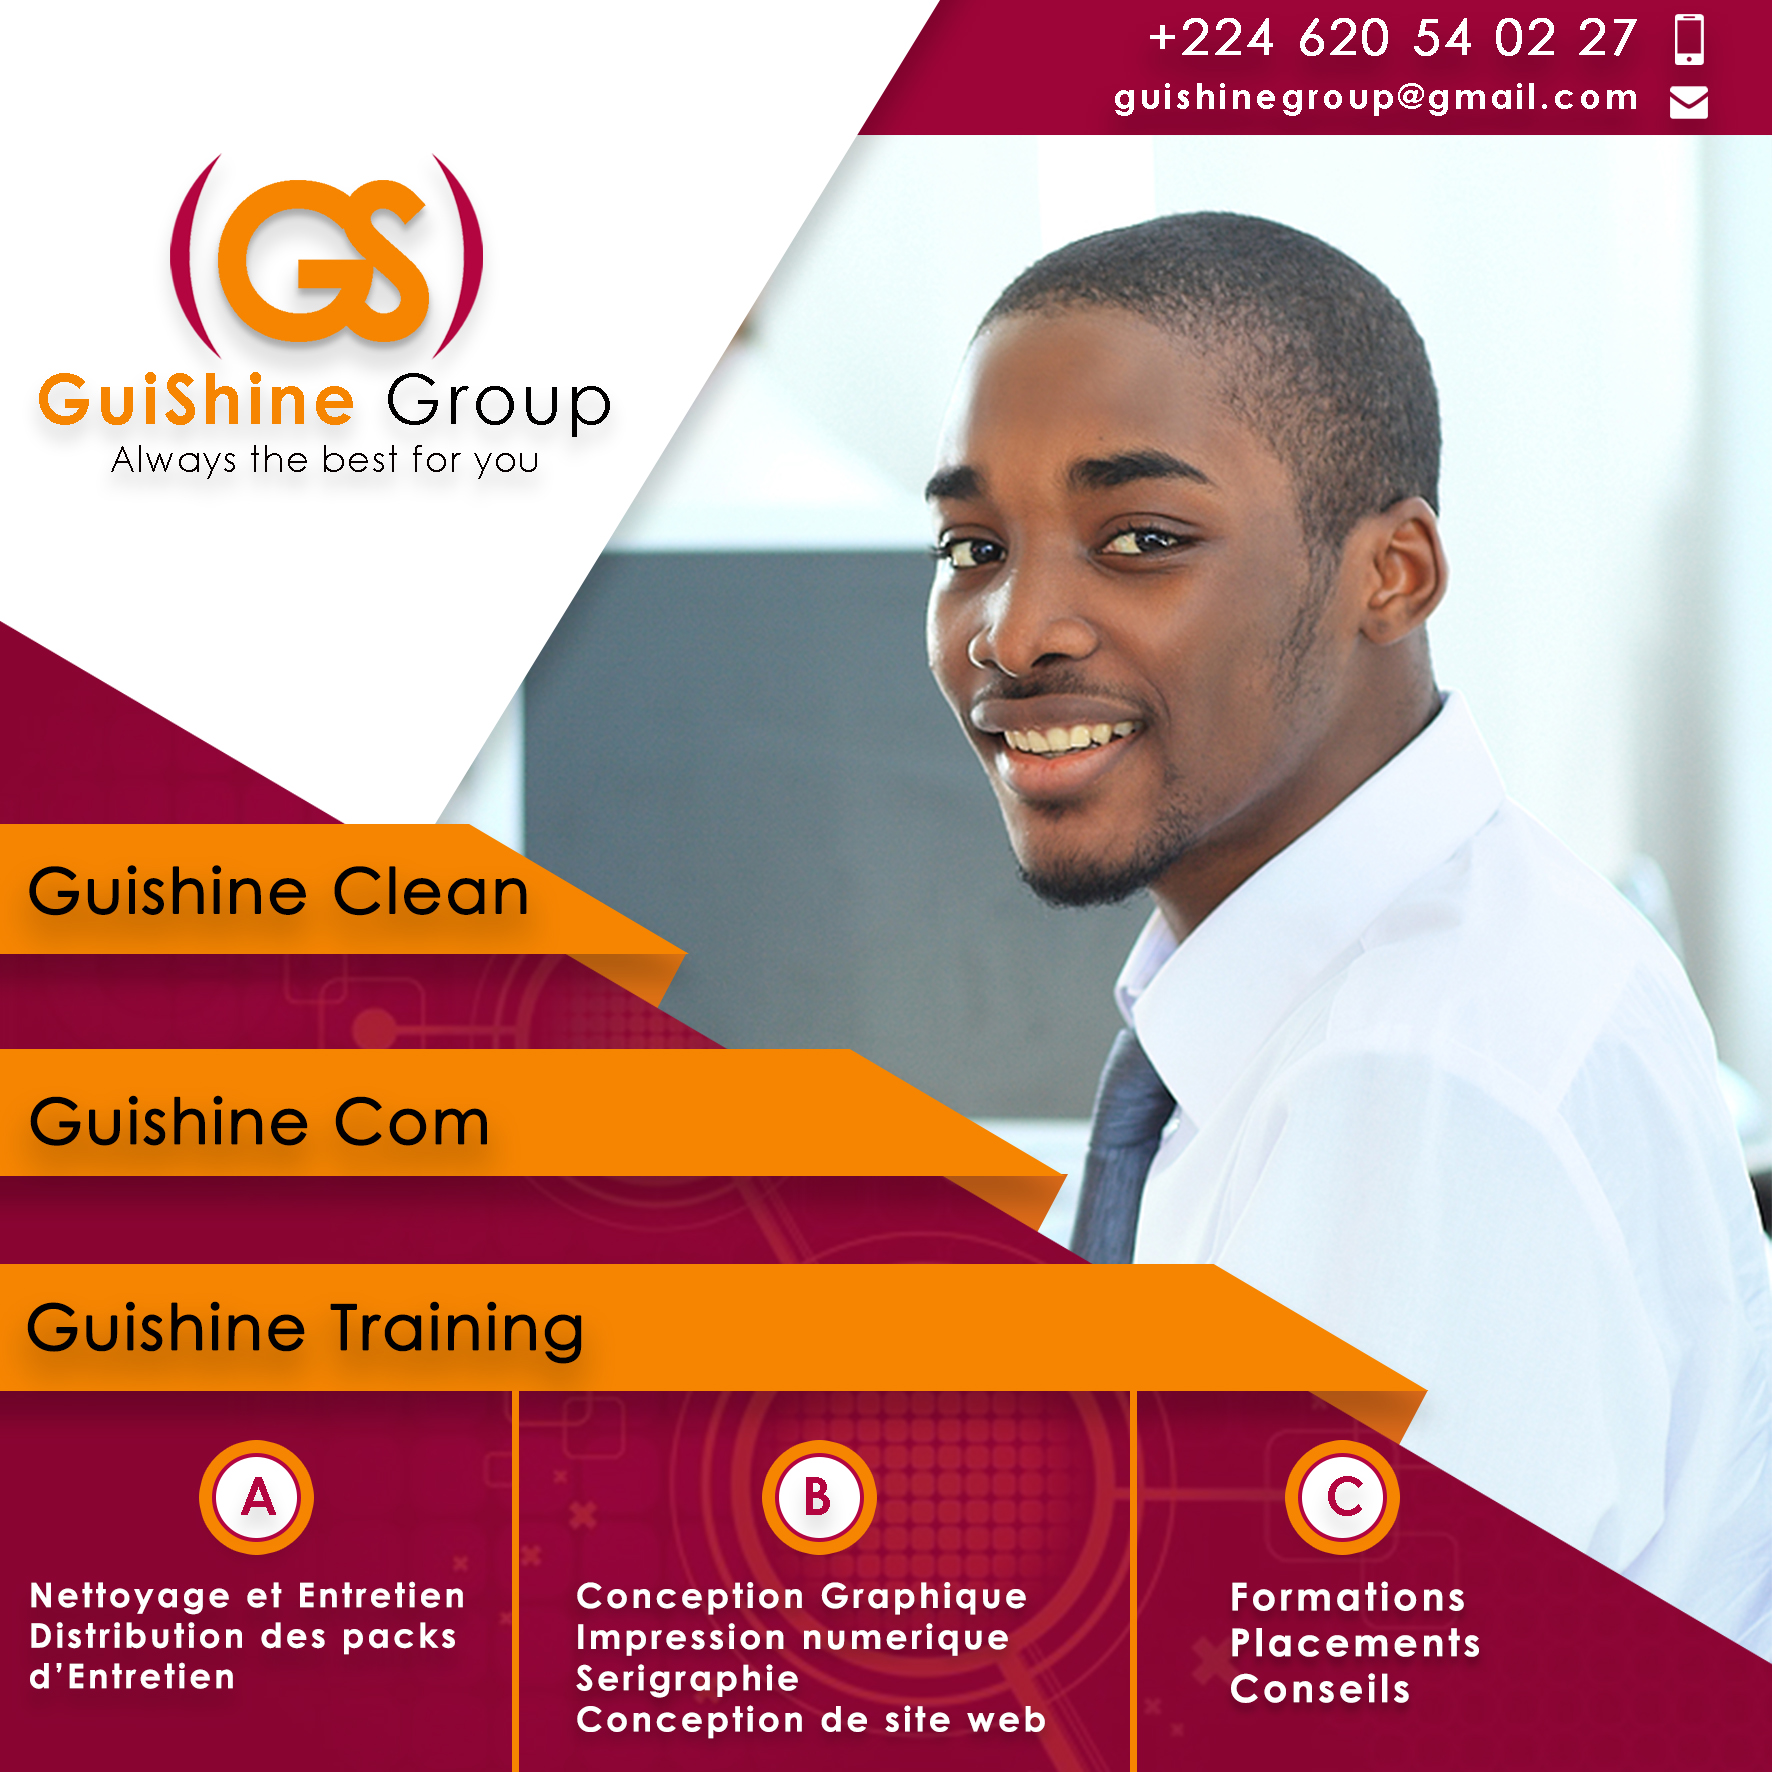 +224 620 54 02 27
guishinegroup@gmail.com
GS
GuiShine Group
Always the best for you
Guishine Clean
Guishine Com
Guishine Training
A
Nettoyage et Entretien
Distribution des packs
d’Entretien
B
Conception Graphique
Impression numerique
Serigraphie
Conception de site web
C
Formations
Placements
Conseils